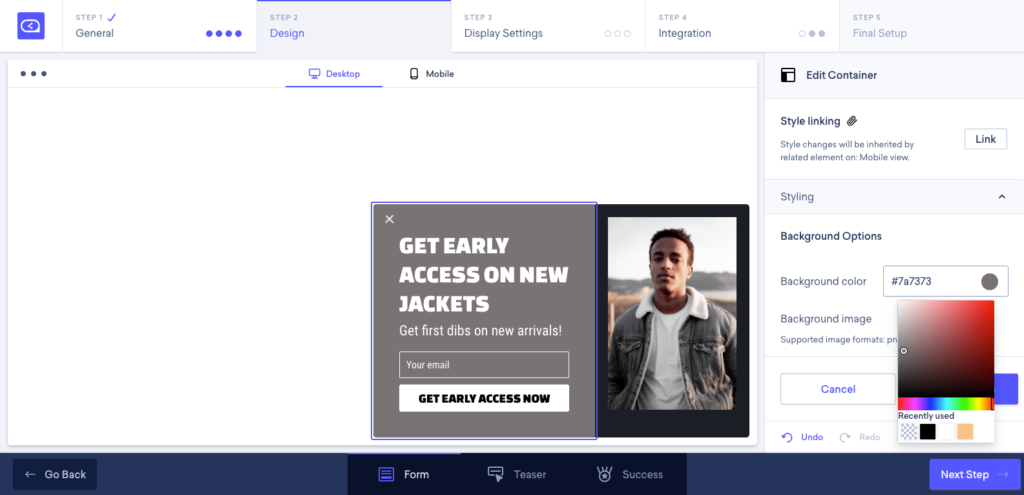 STEP 1
General
STEP 2
Design
STEP 3
Display Settings
STEP 4
Integration
STEP 5
Final Setup
Desktop
Mobile
GET EARLY
ACCESS ON NEW
JACKETS
Get first dibs on new arrivals!
Your email
GET EARLY ACCESS NOW
Edit Container
Style linking
Style changes will be inherited by
related element on: Mobile view.
Link
Styling
Background Options
Background color
#7a7373
Background image
Supported image formats:
Cancel
Recently used
Undo
Redo
Go Back
Form
Teaser
Success
Next Step